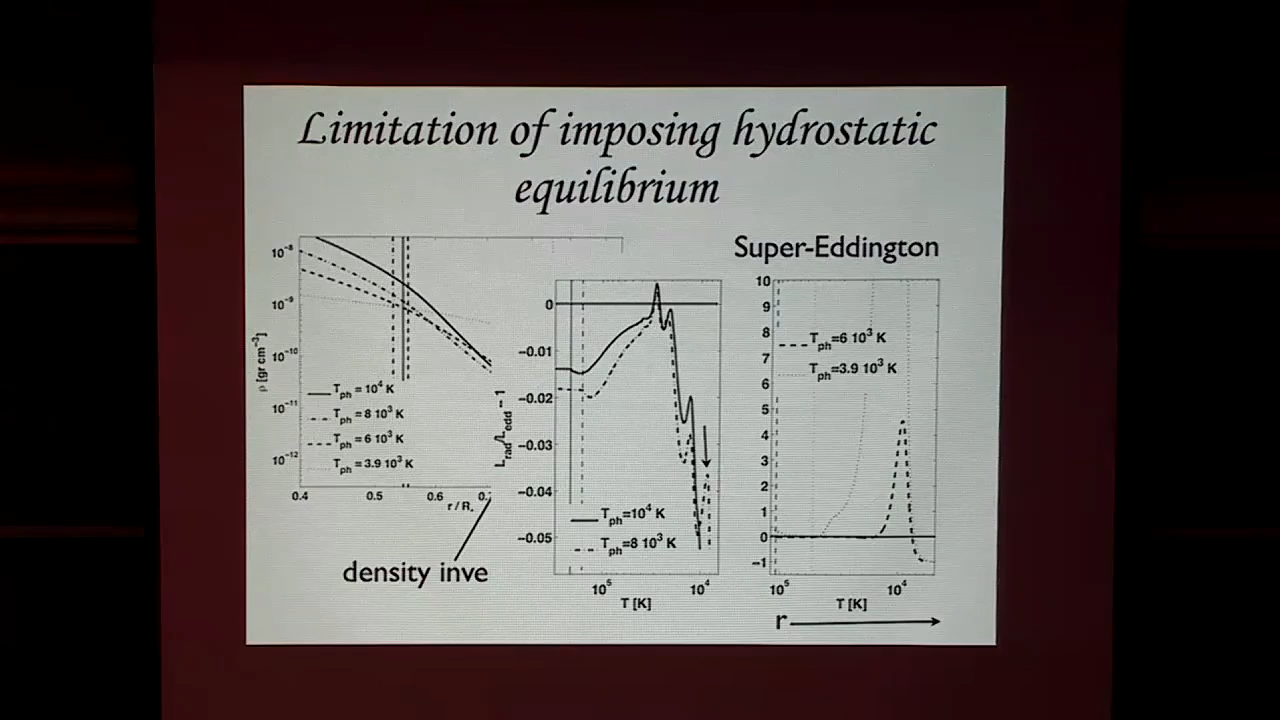 Limitation of imposing hydrostatic
equilibrium
Super-Eddington
10⁻⁸
10⁻⁹
10⁻¹⁰
10⁻¹¹
10⁻¹²
ρ [gr cm⁻³]
T_ph = 10⁴ K
T_ph = 8 10³ K
T_ph = 6 10³ K
T_ph = 3.9 10³ K
0.4 0.5 0.6 0.
r / R*
density inve
0
−0.01
−0.02
−0.03
−0.04
−0.05
L_rad/L_edd − 1
T_ph=10⁴ K
T_ph=8 10³ K
10⁵ 10⁴
T [K]
10
9
8
7
6
5
4
3
2
1
0
−1
T_ph=6 10³ K
T_ph=3.9 10³ K
10⁵ 10⁴
T [K]
r